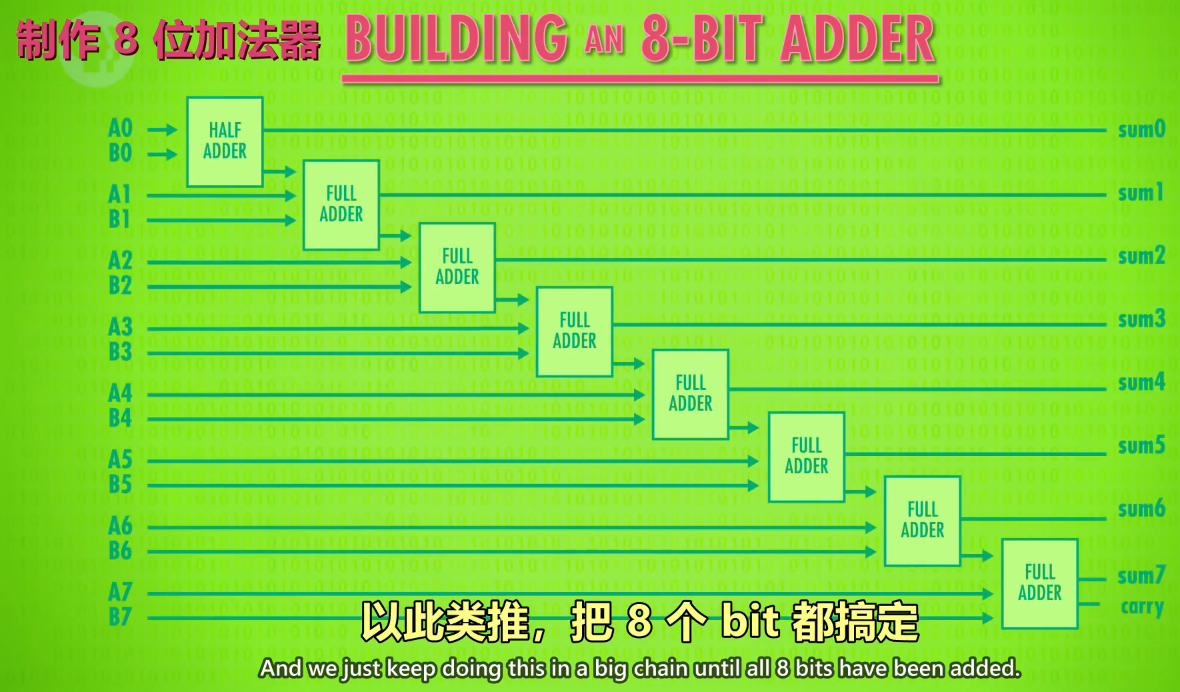 制作 8 位加法器 BUILDING AN 8-BIT ADDER
A0
B0
HALF
ADDER
sum0
A1
B1
FULL
ADDER
sum1
A2
B2
FULL
ADDER
sum2
A3
B3
FULL
ADDER
sum3
A4
B4
FULL
ADDER
sum4
A5
B5
FULL
ADDER
sum5
A6
B6
FULL
ADDER
sum6
A7
B7
FULL
ADDER
sum7
carry
以此类推，把 8 个 bit 都搞定
And we just keep doing this in a big chain until all 8 bits have been added.